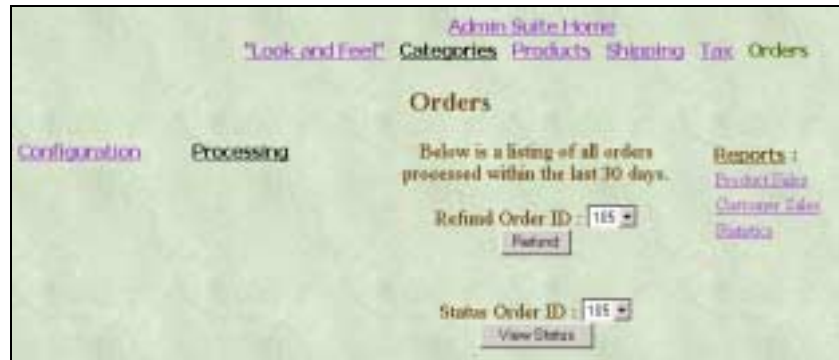 Admin Suite Home
"Look and Feel" Categories Products Shipping Tax Orders
Orders
Configuration
Processing
Below is a listing of all orders
processed within the last 30 days.
Refund Order ID : 185
Refund
Status Order ID : 185
View Status
Reports :
Product Sales
Customer Sales
Statistics